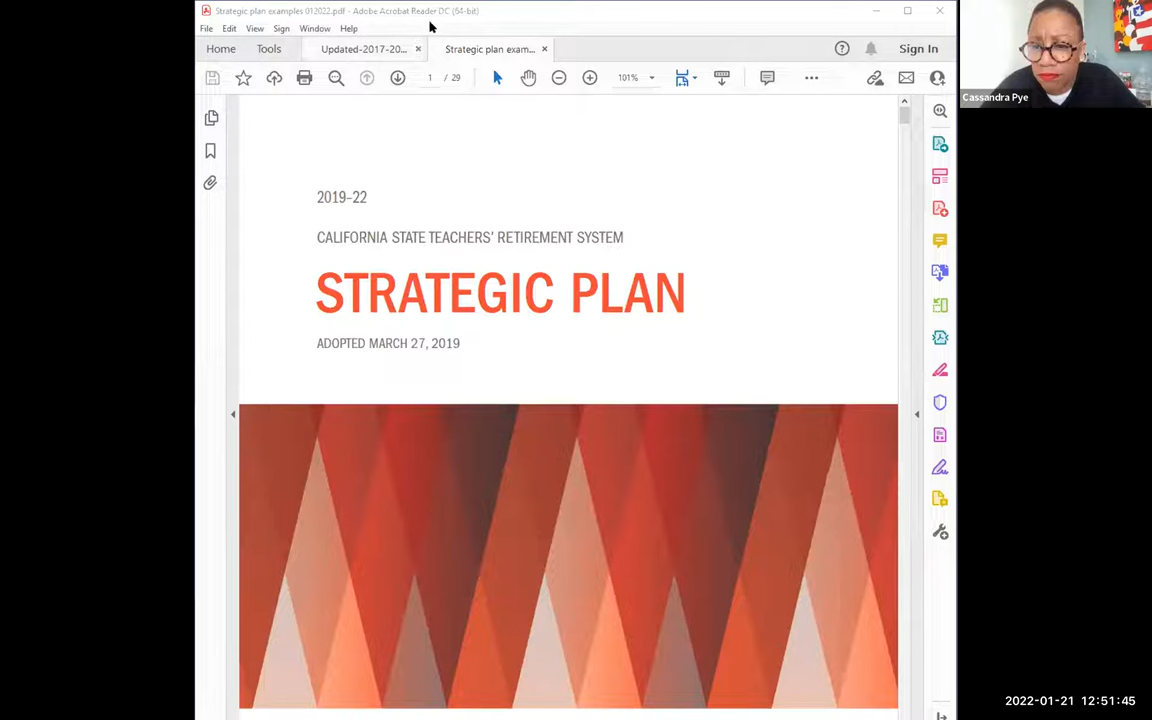 Strategic plan examples 012022.pdf - Adobe Acrobat Reader DC (64-bit)
File Edit View Sign Window Help
Home Tools Updated-2017-20... × Strategic plan exam... × Sign In
1 / 29 101%
Cassandra Pye
2019–22
CALIFORNIA STATE TEACHERS' RETIREMENT SYSTEM
STRATEGIC PLAN
ADOPTED MARCH 27, 2019
2022-01-21 12:51:45